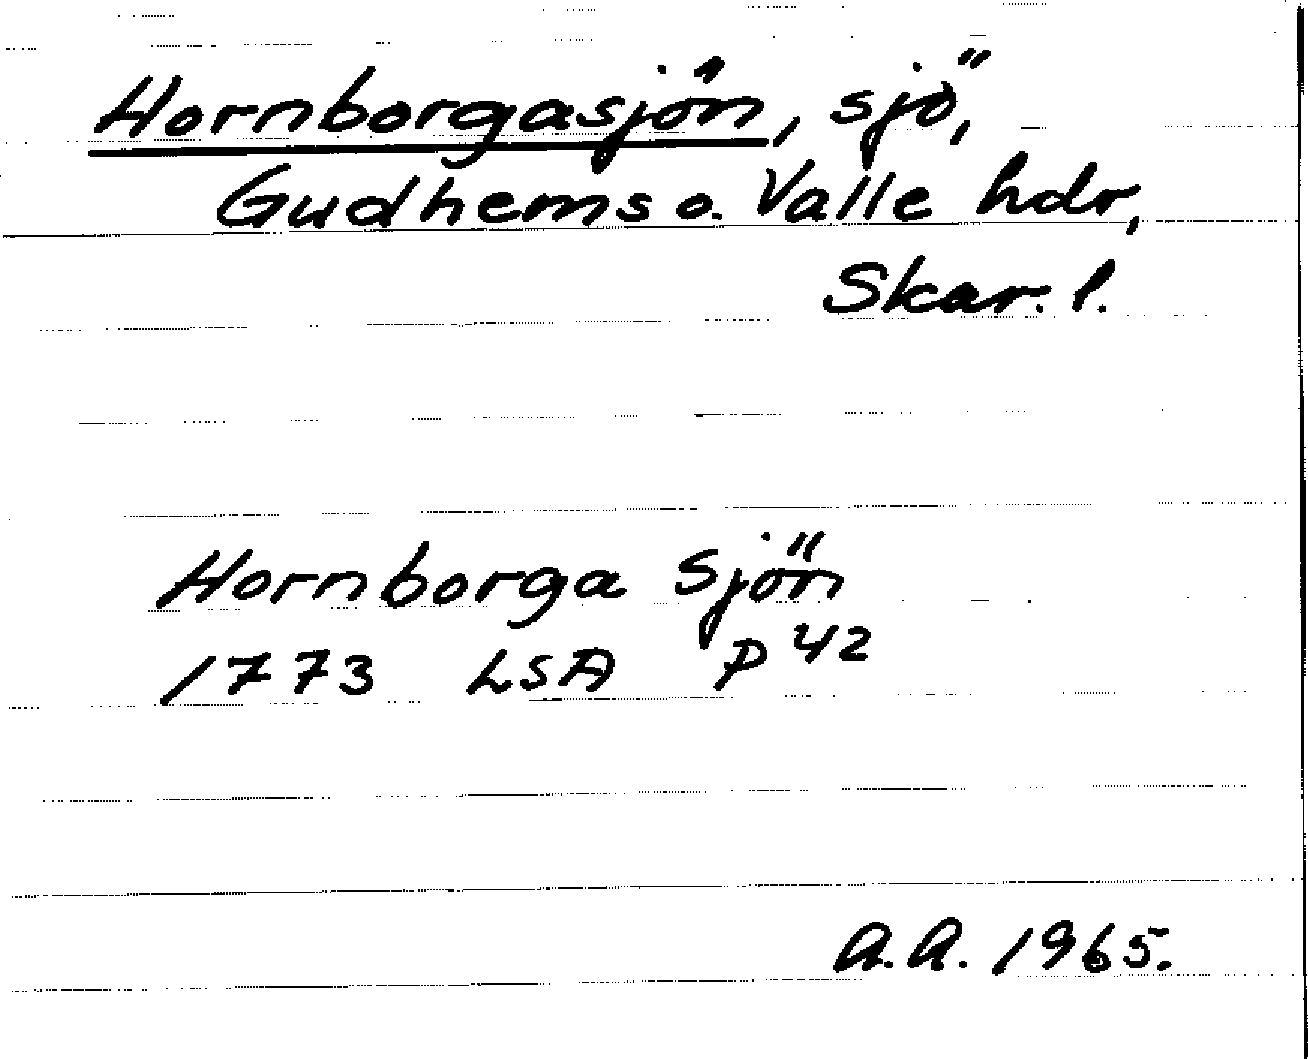 Hornborgasjön, sjö,
Gudhems o. Valle hdr,
Skar. l.
Hornborga Sjön
1773 LSA P 42
A.A. 1965.